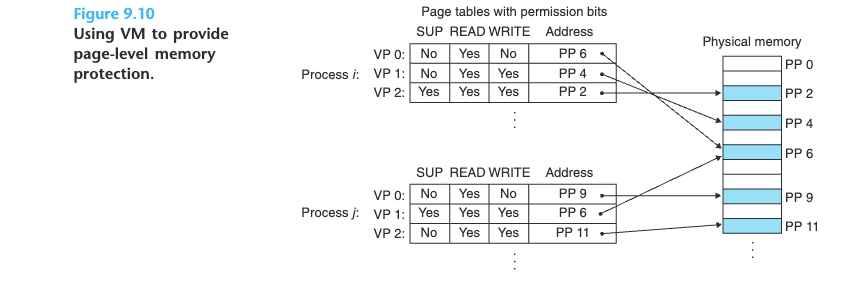 Figure 9.10
Using VM to provide
page-level memory
protection.
Page tables with permission bits
SUP READ WRITE Address
VP 0: No Yes No PP 6
Process i: VP 1: No Yes Yes PP 4
VP 2: Yes Yes Yes PP 2
SUP READ WRITE Address
VP 0: No Yes No PP 9
Process j: VP 1: Yes Yes Yes PP 6
VP 2: No Yes Yes PP 11
Physical memory
PP 0
PP 2
PP 4
PP 6
PP 9
PP 11